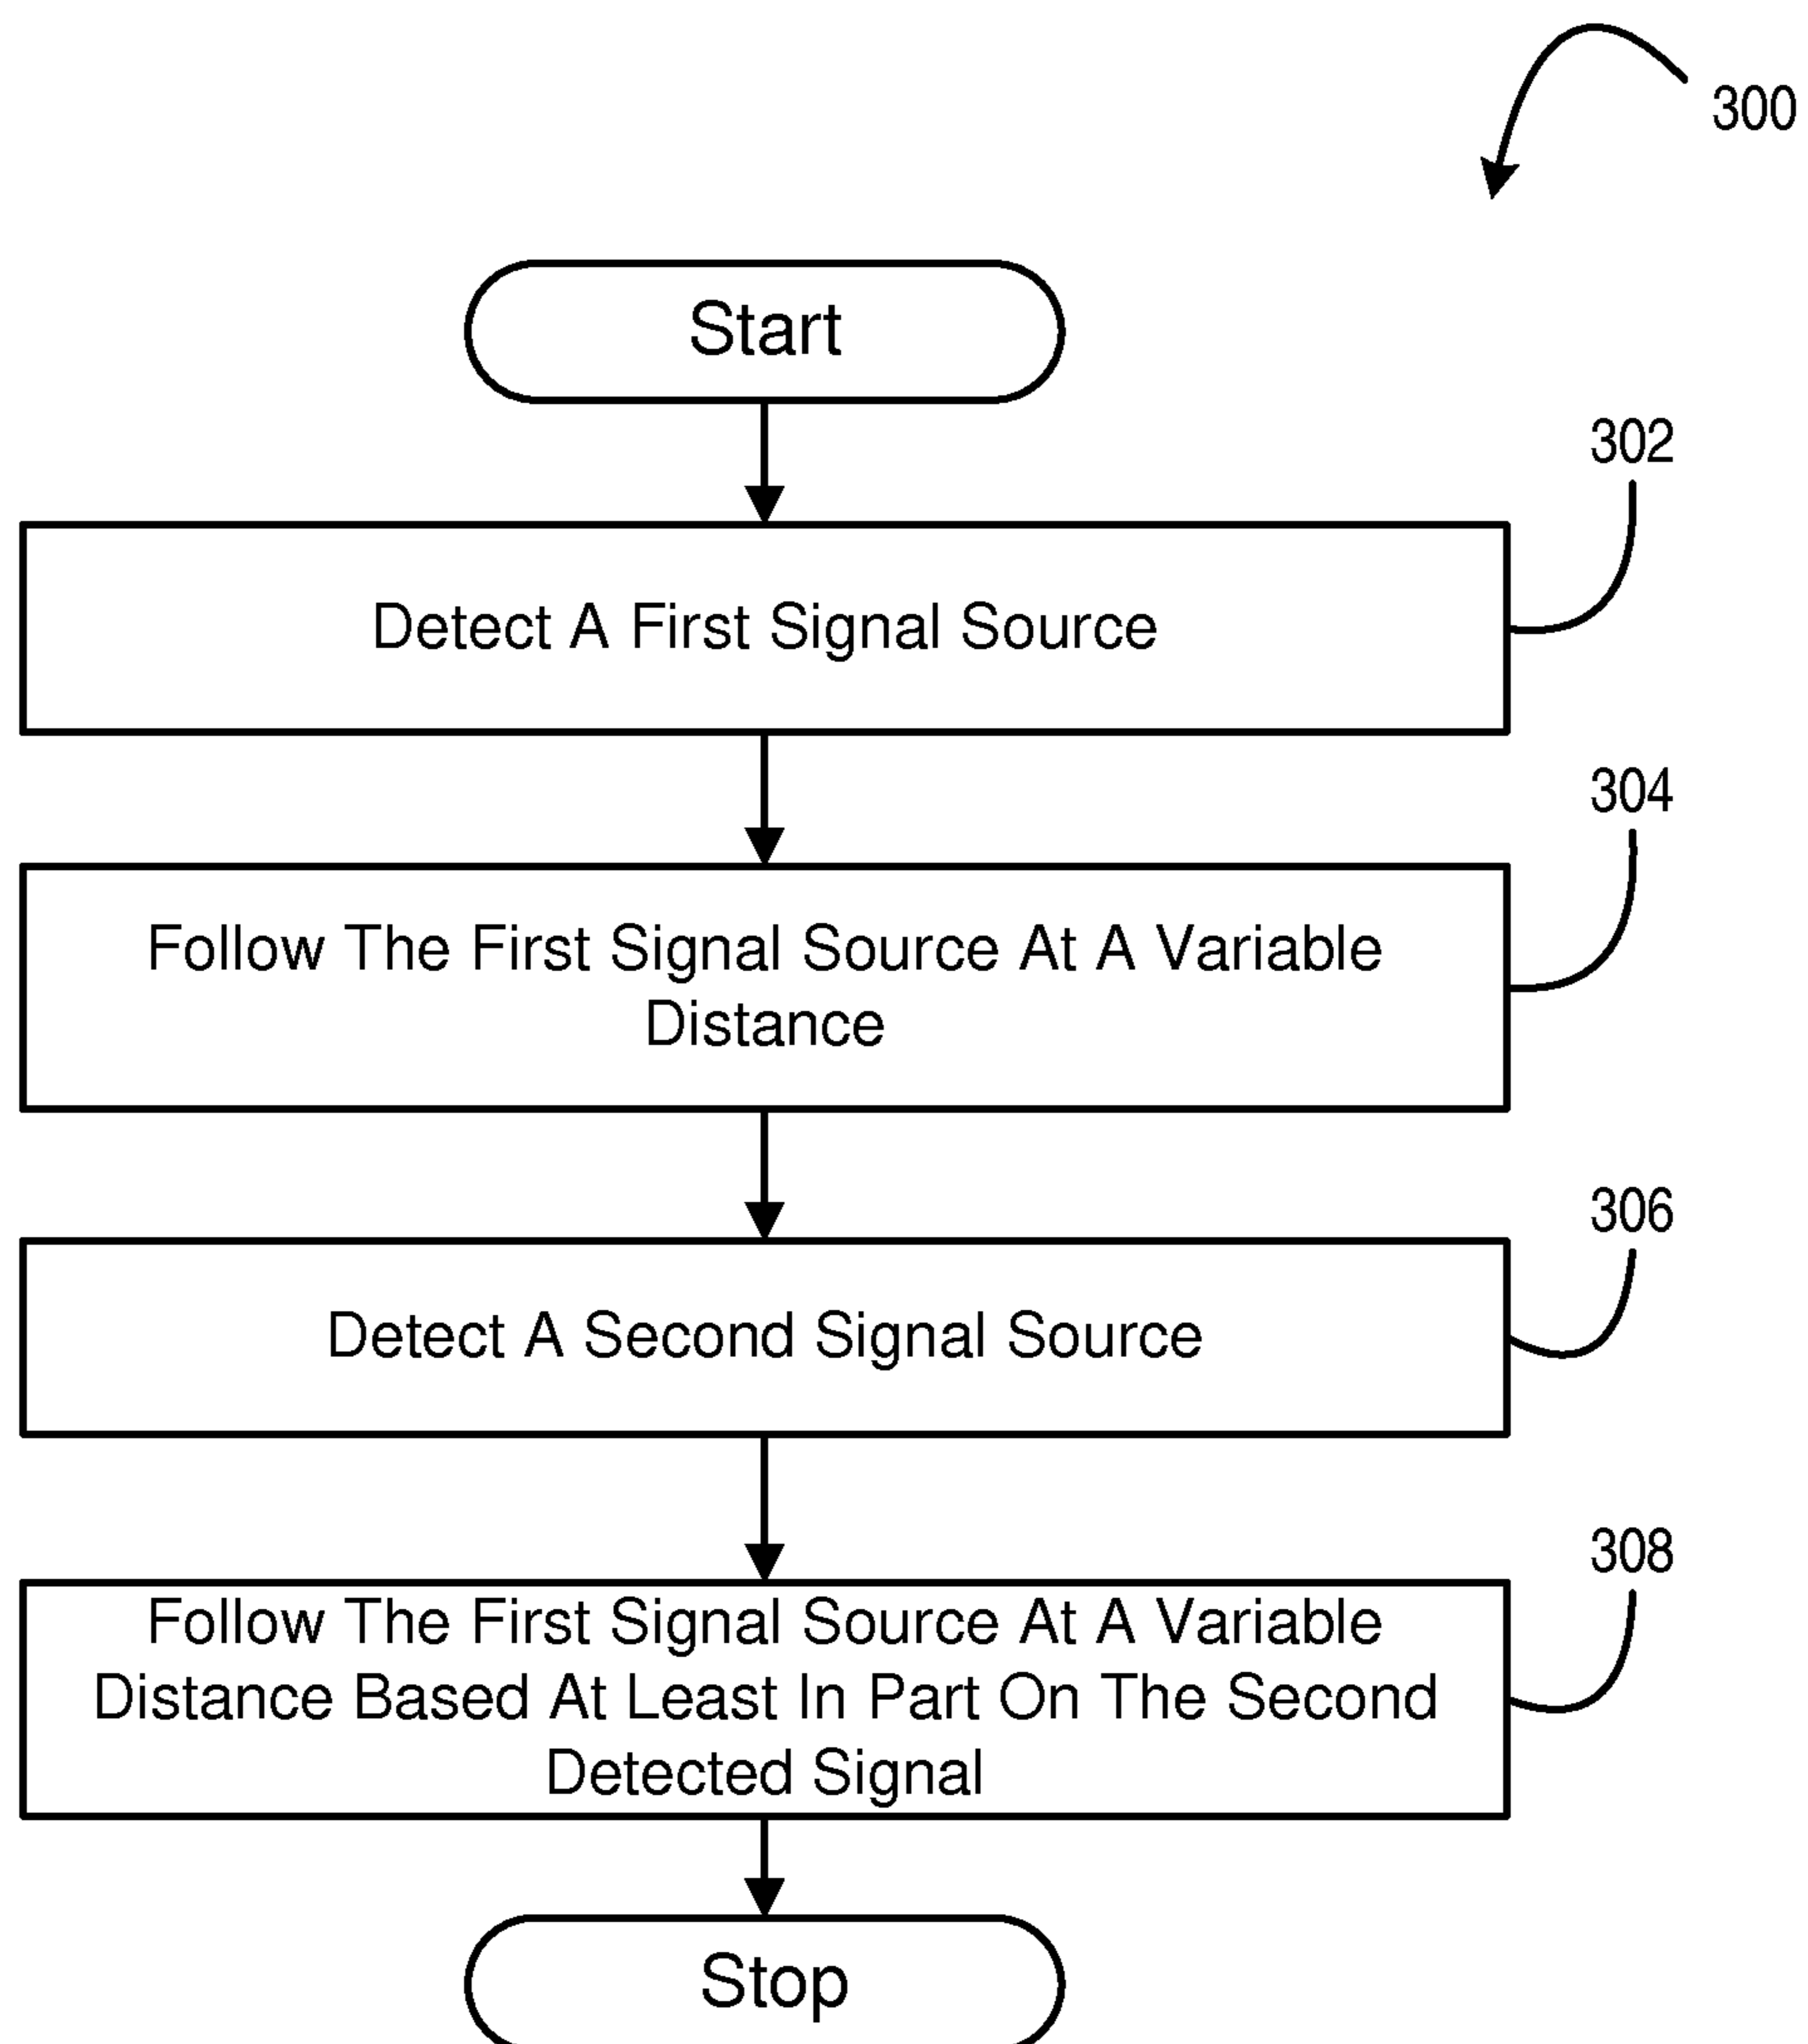 300
Start
302
Detect A First Signal Source
304
Follow The First Signal Source At A Variable
Distance
306
Detect A Second Signal Source
308
Follow The First Signal Source At A Variable
Distance Based At Least In Part On The Second
Detected Signal
Stop